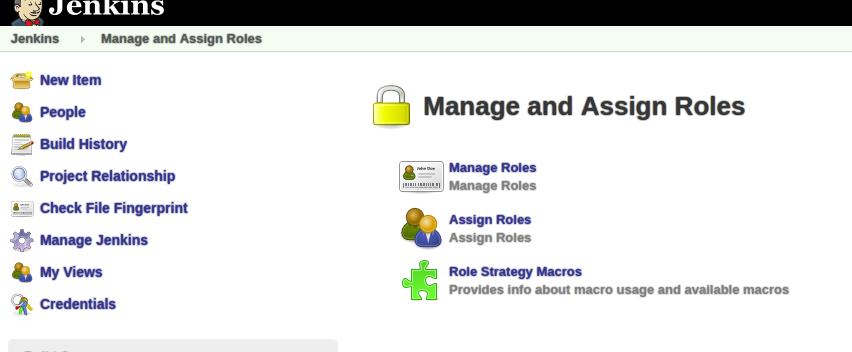 Jenkins
Jenkins Manage and Assign Roles
New Item
People
Build History
Project Relationship
Check File Fingerprint
Manage Jenkins
My Views
Credentials
Manage and Assign Roles
John Doe
Manage Roles
Manage Roles
Assign Roles
Assign Roles
Role Strategy Macros
Provides info about macro usage and available macros